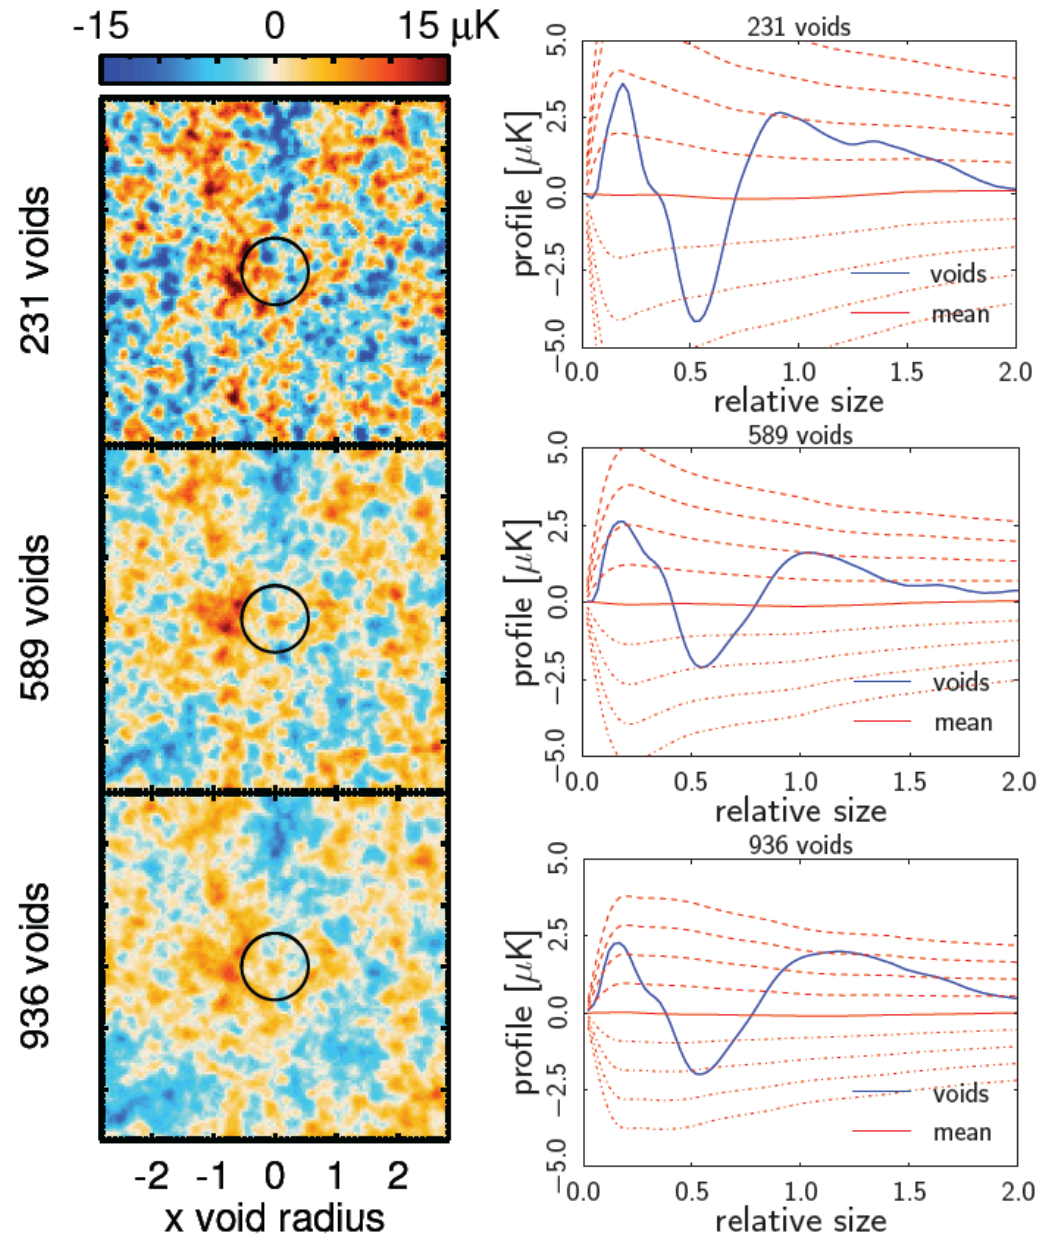 -15 0 15 μK
231 voids
589 voids
936 voids
-2 -1 0 1 2
x void radius
231 voids
profile [μK]
5.0
2.5
0.0
−2.5
−5.0
voids
mean
0.0 0.5 1.0 1.5 2.0
relative size
589 voids
profile [μK]
5.0
2.5
0.0
−2.5
−5.0
voids
mean
0.0 0.5 1.0 1.5 2.0
relative size
936 voids
profile [μK]
5.0
2.5
0.0
−2.5
−5.0
voids
mean
0.0 0.5 1.0 1.5 2.0
relative size